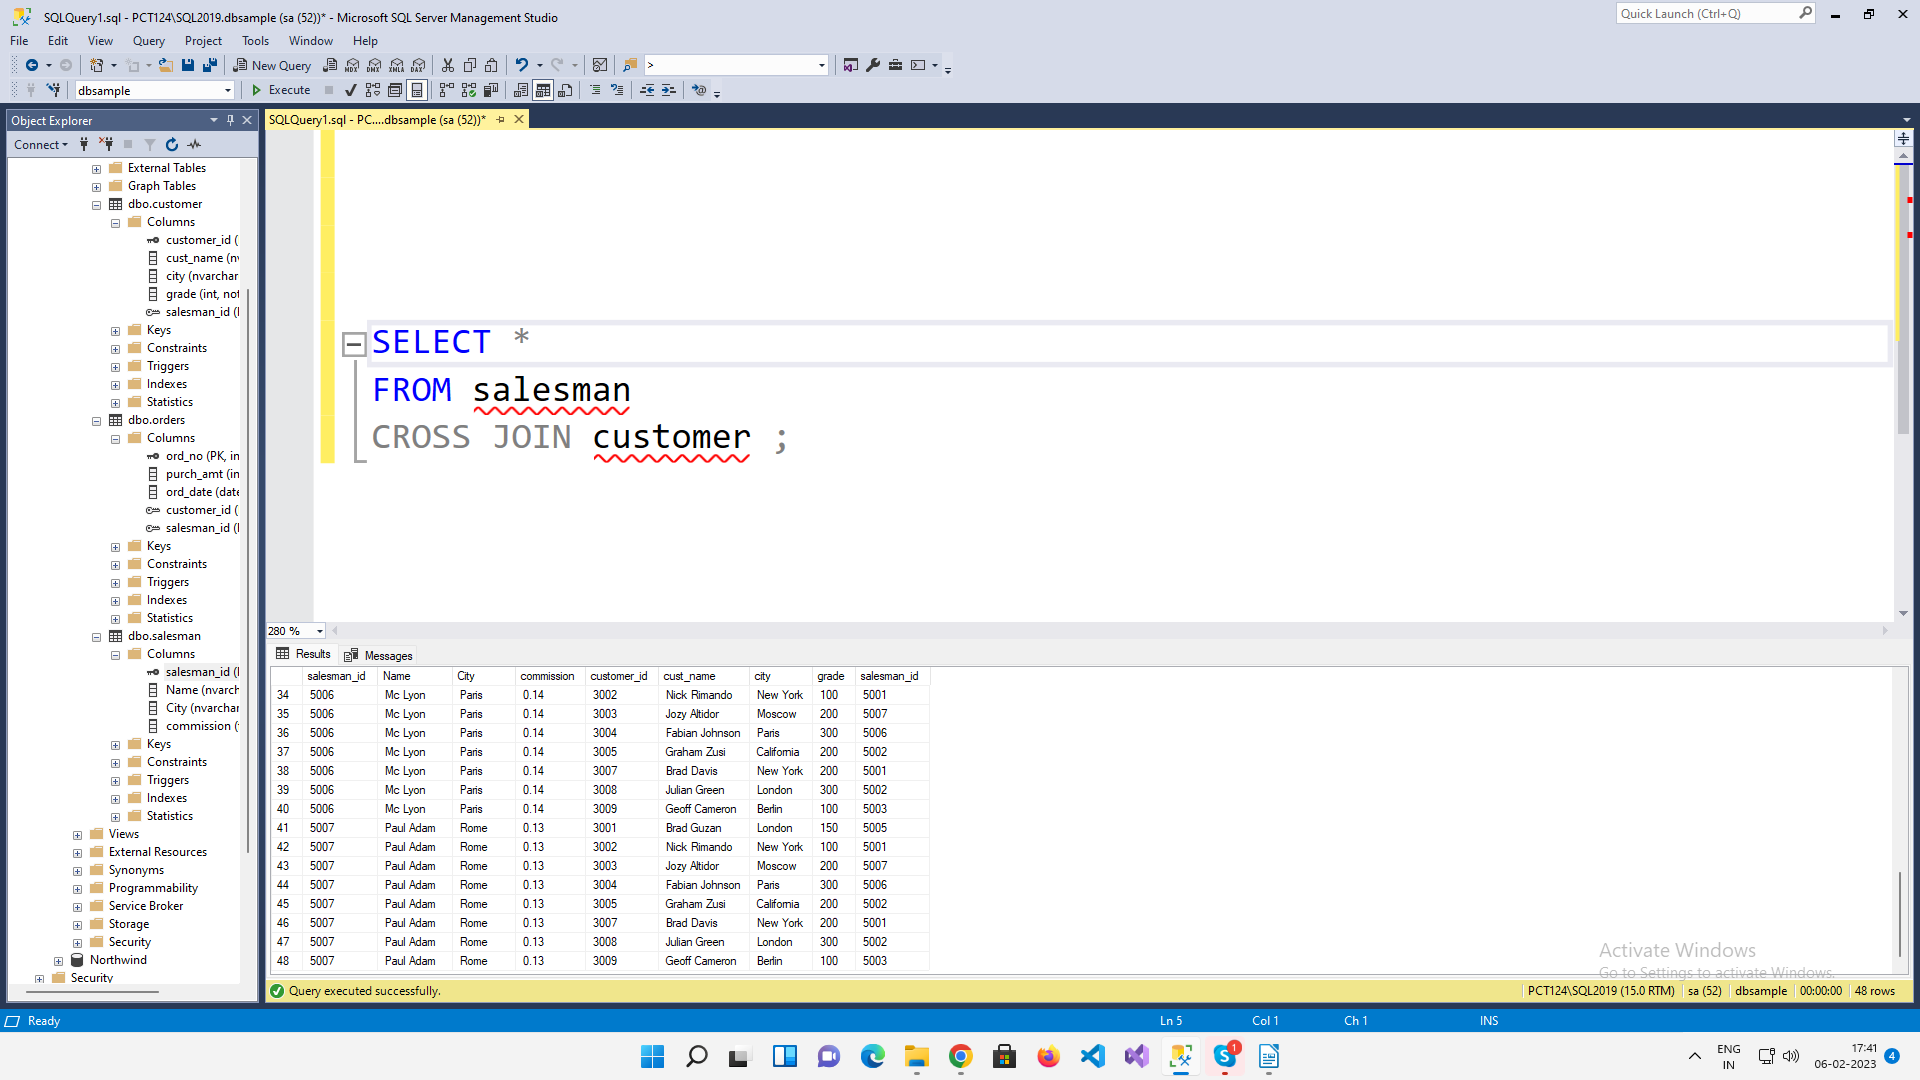 SQLQuery1.sql - PCT124\SQL2019.dbsample (sa (52))* - Microsoft SQL Server Management Studio
Quick Launch (Ctrl+Q)
File Edit View Query Project Tools Window Help
New Query
MDX DMX XMLA DAX
>
dbsample
Execute
Object Explorer
SQLQuery1.sql - PC....dbsample (sa (52))*
Connect
External Tables
Graph Tables
dbo.customer
Columns
customer_id (
cust_name (n
city (nvarchar
grade (int, not
salesman_id (
Keys
Constraints
Triggers
Indexes
Statistics
dbo.orders
Columns
ord_no (PK, in
purch_amt (in
ord_date (date
customer_id (
salesman_id (
Keys
Constraints
Triggers
Indexes
Statistics
dbo.salesman
Columns
salesman_id (
Name (nvarch
City (nvarchar
commission (
Keys
Constraints
Triggers
Indexes
Statistics
Views
External Resources
Synonyms
Programmability
Service Broker
Storage
Security
Northwind
Security
SELECT *
FROM salesman
CROSS JOIN customer ;
280 %
Results Messages
salesman_id Name City commission customer_id cust_name city grade salesman_id
34 5006 Mc Lyon Paris 0.14 3002 Nick Rimando New York 100 5001
35 5006 Mc Lyon Paris 0.14 3003 Jozy Altidor Moscow 200 5007
36 5006 Mc Lyon Paris 0.14 3004 Fabian Johnson Paris 300 5006
37 5006 Mc Lyon Paris 0.14 3005 Graham Zusi California 200 5002
38 5006 Mc Lyon Paris 0.14 3007 Brad Davis New York 200 5001
39 5006 Mc Lyon Paris 0.14 3008 Julian Green London 300 5002
40 5006 Mc Lyon Paris 0.14 3009 Geoff Cameron Berlin 100 5003
41 5007 Paul Adam Rome 0.13 3001 Brad Guzan London 150 5005
42 5007 Paul Adam Rome 0.13 3002 Nick Rimando New York 100 5001
43 5007 Paul Adam Rome 0.13 3003 Jozy Altidor Moscow 200 5007
44 5007 Paul Adam Rome 0.13 3004 Fabian Johnson Paris 300 5006
45 5007 Paul Adam Rome 0.13 3005 Graham Zusi California 200 5002
46 5007 Paul Adam Rome 0.13 3007 Brad Davis New York 200 5001
47 5007 Paul Adam Rome 0.13 3008 Julian Green London 300 5002
48 5007 Paul Adam Rome 0.13 3009 Geoff Cameron Berlin 100 5003
Activate Windows
Go to Settings to activate Windows.
Query executed successfully.
PCT124\SQL2019 (15.0 RTM) sa (52) dbsample 00:00:00 48 rows
Ready
Ln 5 Col 1 Ch 1 INS
1
ENG
IN
17:41
06-02-2023
4